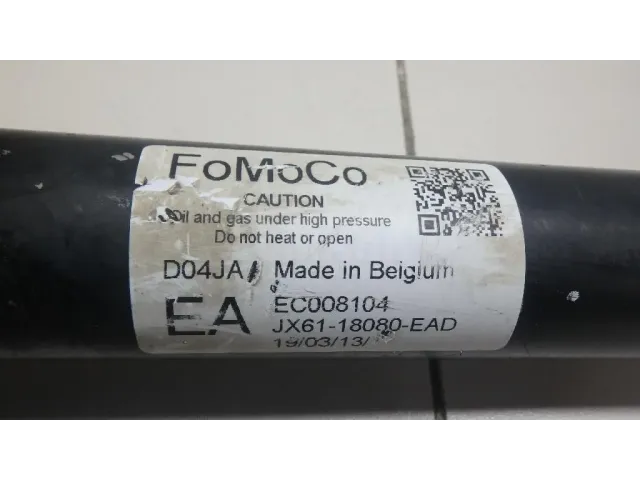 FoMoCo
CAUTION
Oil and gas under high pressure
Do not heat or open
D04JA Made in Belgium
EA EC008104
JX61-18080-EAD
19/03/13/